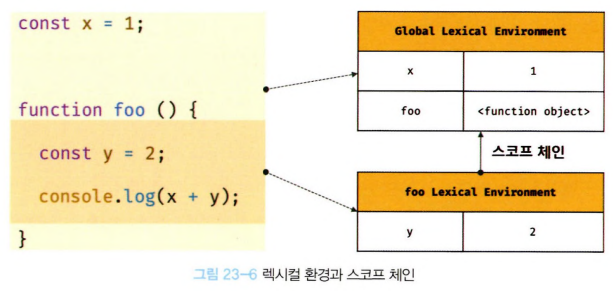 const x = 1;
function foo () {
const y = 2;
console.log(x + y);
}
Global Lexical Environment
x 1
foo <function object>
스코프 체인
foo Lexical Environment
y 2
그림 23-6 렉시컬 환경과 스코프 체인